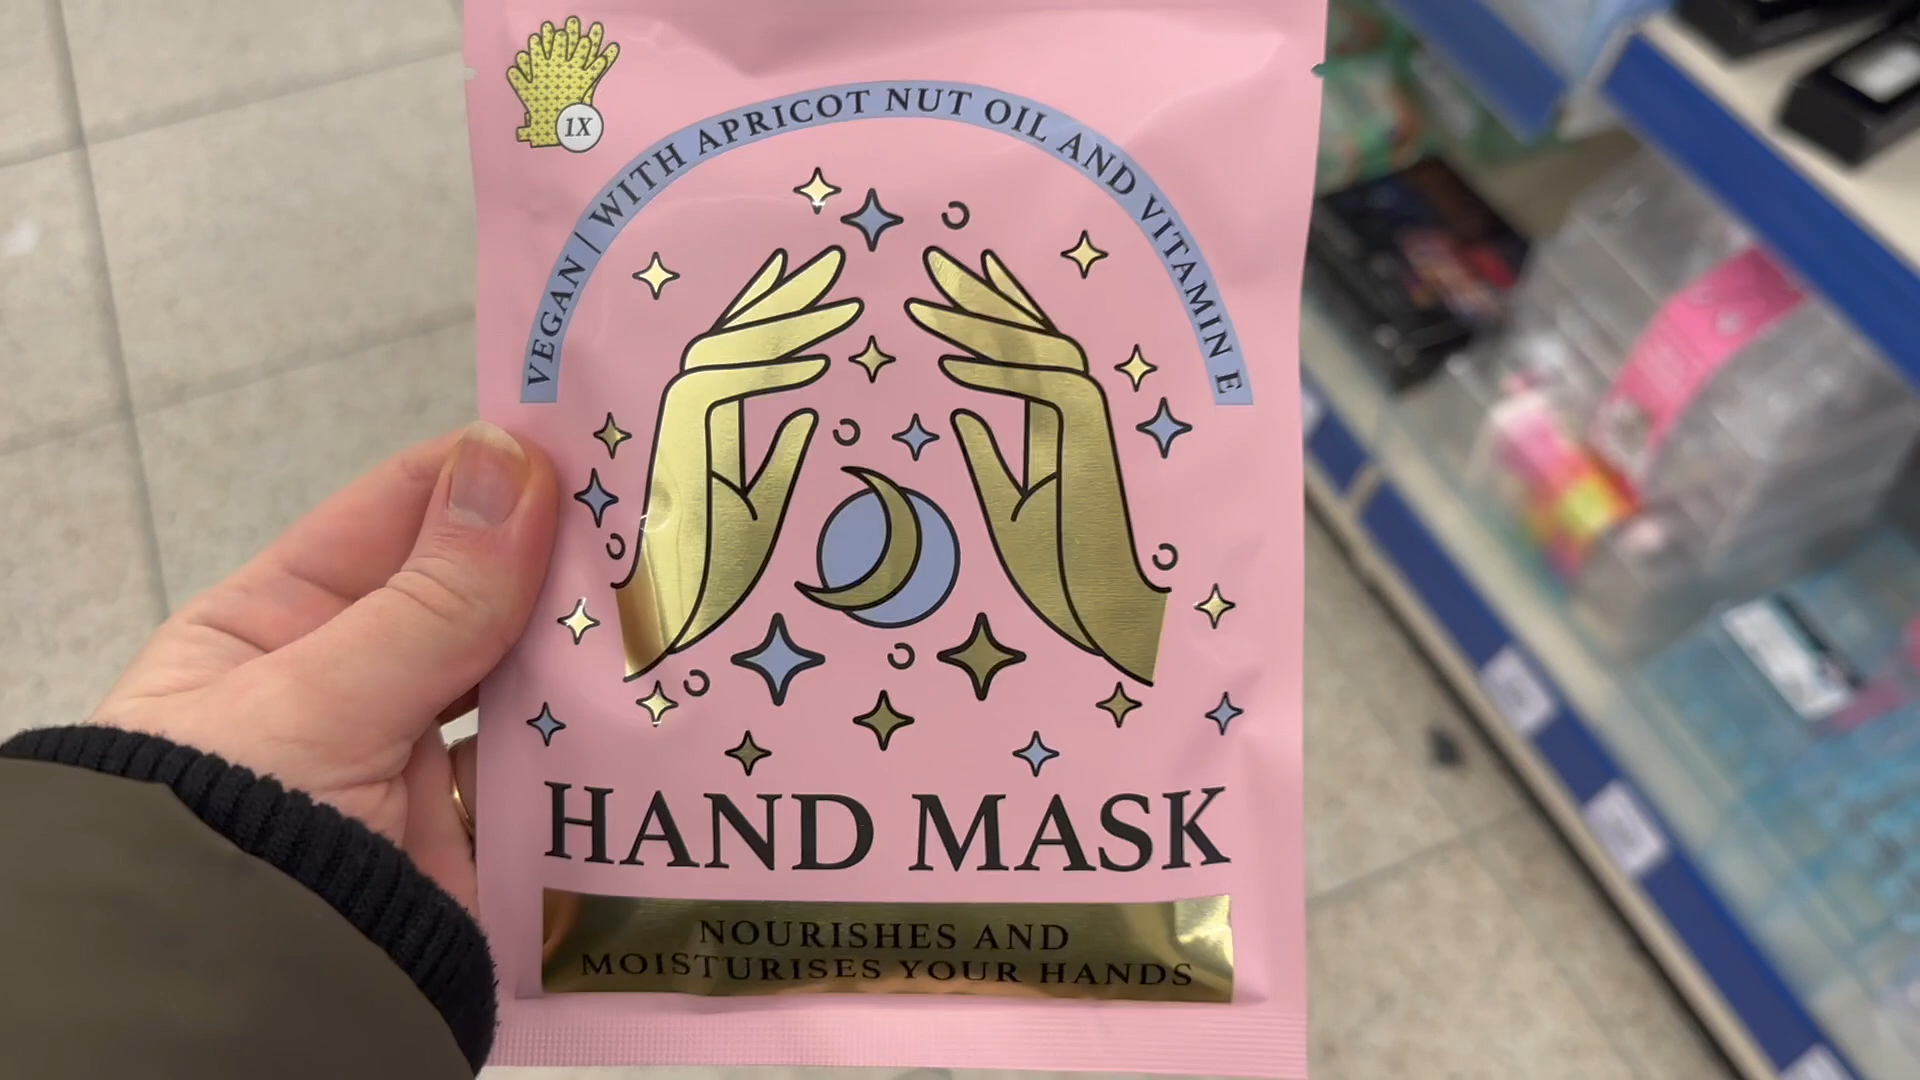 1X
VEGAN | WITH APRICOT NUT OIL AND VITAMIN E
HAND MASK
NOURISHES AND
MOISTURISES YOUR HANDS